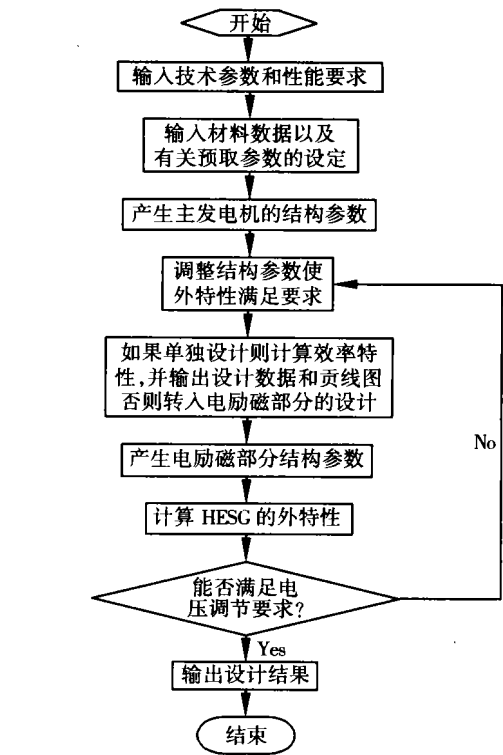 开始
输入技术参数和性能要求
输入材料数据以及
有关预取参数的设定
产生主发电机的结构参数
调整结构参数使
外特性满足要求
如果单独设计则计算效率特
性,并输出设计数据和贡线图
否则转入电励磁部分的设计
No
产生电励磁部分结构参数
计算 HESG 的外特性
能否满足电
压调节要求?
Yes
输出设计结果
结束